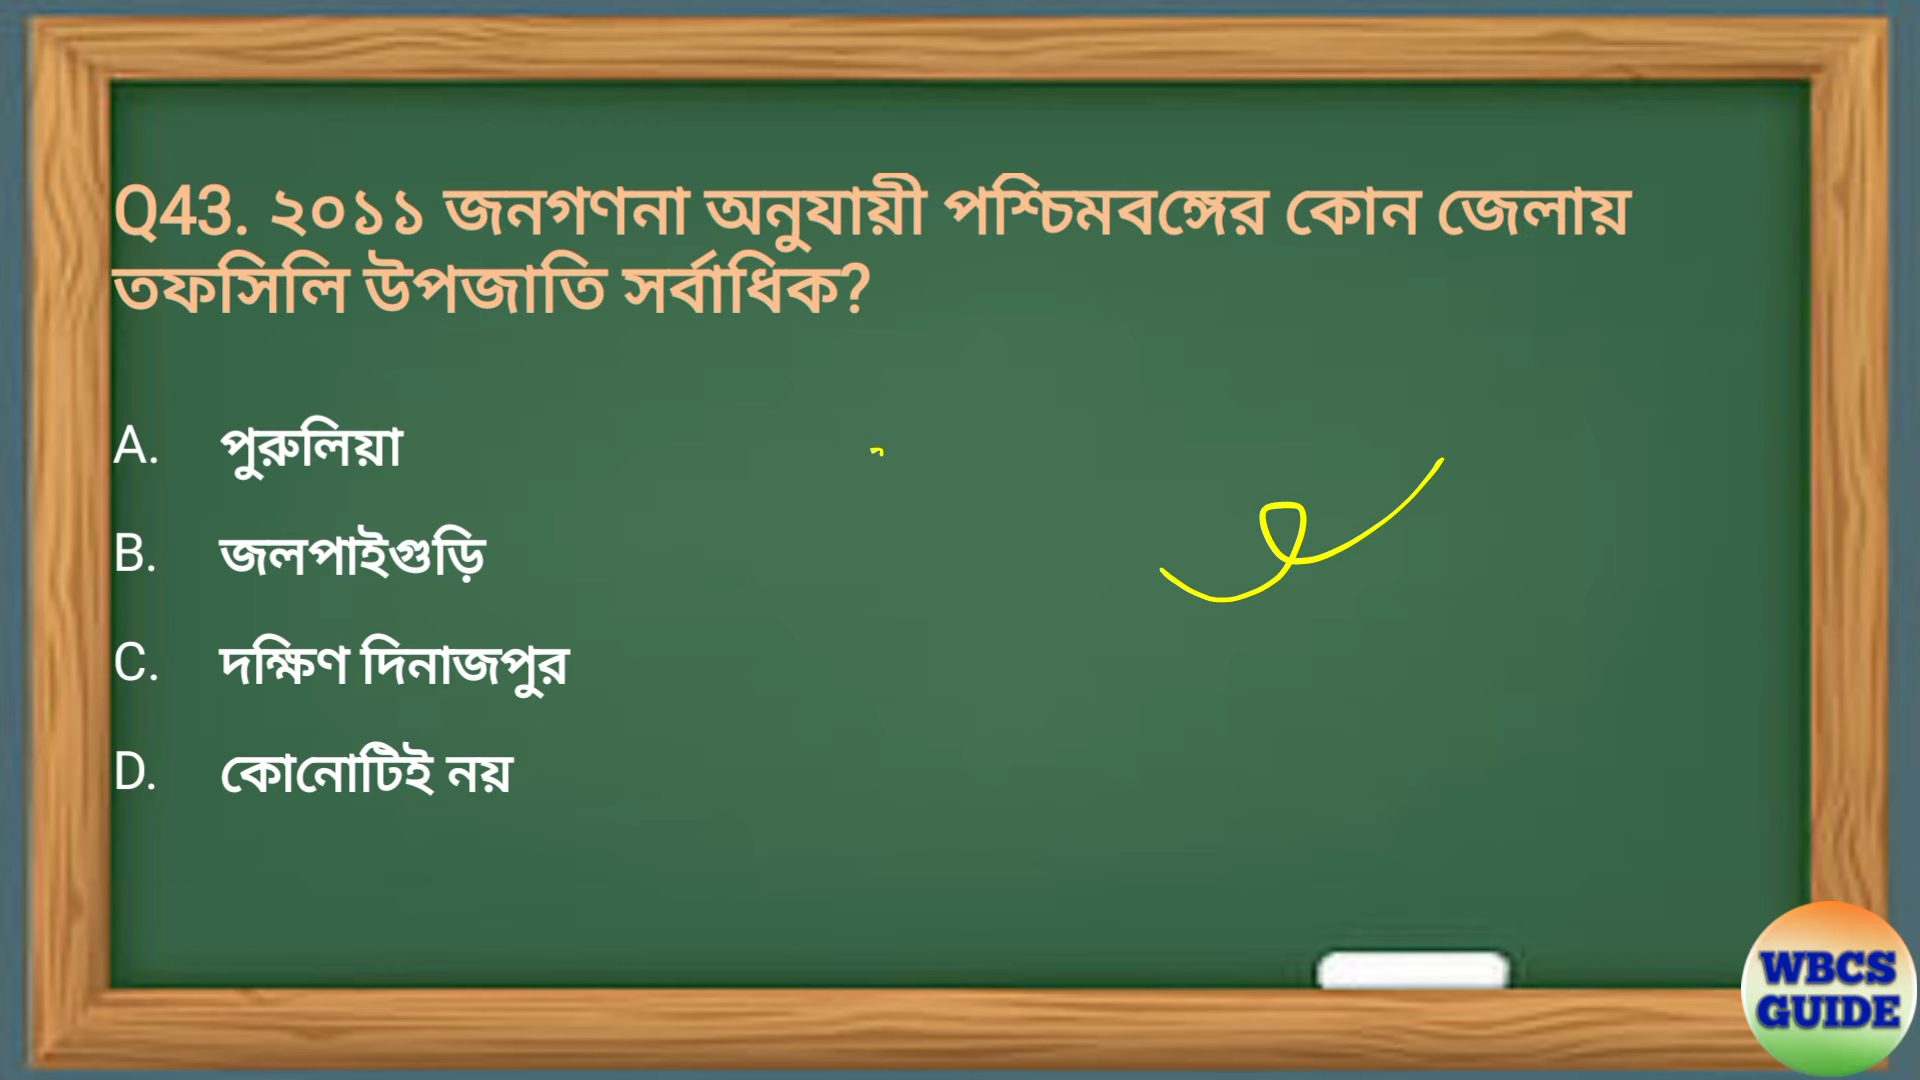 Q43. ২০১১ জনগণনা অনুযায়ী পশ্চিমবঙ্গের কোন জেলায়
তফসিলি উপজাতি সর্বাধিক?
A. পুরুলিয়া
B. জলপাইগুড়ি
C. দক্ষিণ দিনাজপুর
D. কোনোটিই নয়
WBCS
GUIDE